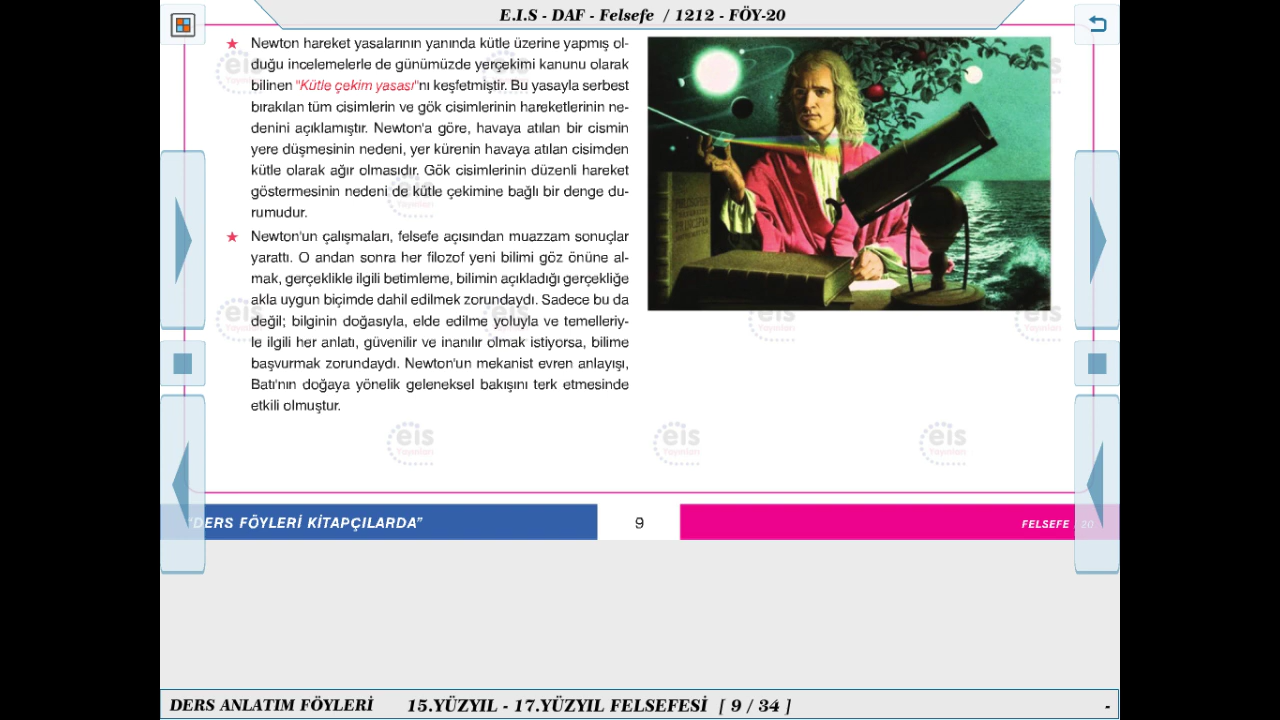 E.I.S - DAF - Felsefe / 1212 - FÖY-20
★ Newton hareket yasalarının yanında kütle üzerine yapmış ol-
duğu incelemelerle de günümüzde yerçekimi kanunu olarak
bilinen "Kütle çekim yasası"nı keşfetmiştir. Bu yasayla serbest
bırakılan tüm cisimlerin ve gök cisimlerinin hareketlerinin ne-
denini açıklamıştır. Newton'a göre, havaya atılan bir cismin
yere düşmesinin nedeni, yer kürenin havaya atılan cisimden
kütle olarak ağır olmasıdır. Gök cisimlerinin düzenli hareket
göstermesinin nedeni de kütle çekimine bağlı bir denge du-
rumudur.
★ Newton'un çalışmaları, felsefe açısından muazzam sonuçlar
yarattı. O andan sonra her filozof yeni bilimi göz önüne al-
mak, gerçeklikle ilgili betimleme, bilimin açıkladığı gerçekliğe
akla uygun biçimde dahil edilmek zorundaydı. Sadece bu da
değil; bilginin doğasıyla, elde edilme yoluyla ve temelleriy-
le ilgili her anlatı, güvenilir ve inanılır olmak istiyorsa, bilime
başvurmak zorundaydı. Newton'un mekanist evren anlayışı,
Batı'nın doğaya yönelik geleneksel bakışını terk etmesinde
etkili olmuştur.
eis Yayınları
eis Yayınları
eis Yayınları
"DERS FÖYLERİ KİTAPÇILARDA"
9
FELSEFE / 20
DERS ANLATIM FÖYLERİ 15.YÜZYIL - 17.YÜZYIL FELSEFESİ [ 9 / 34 ] -